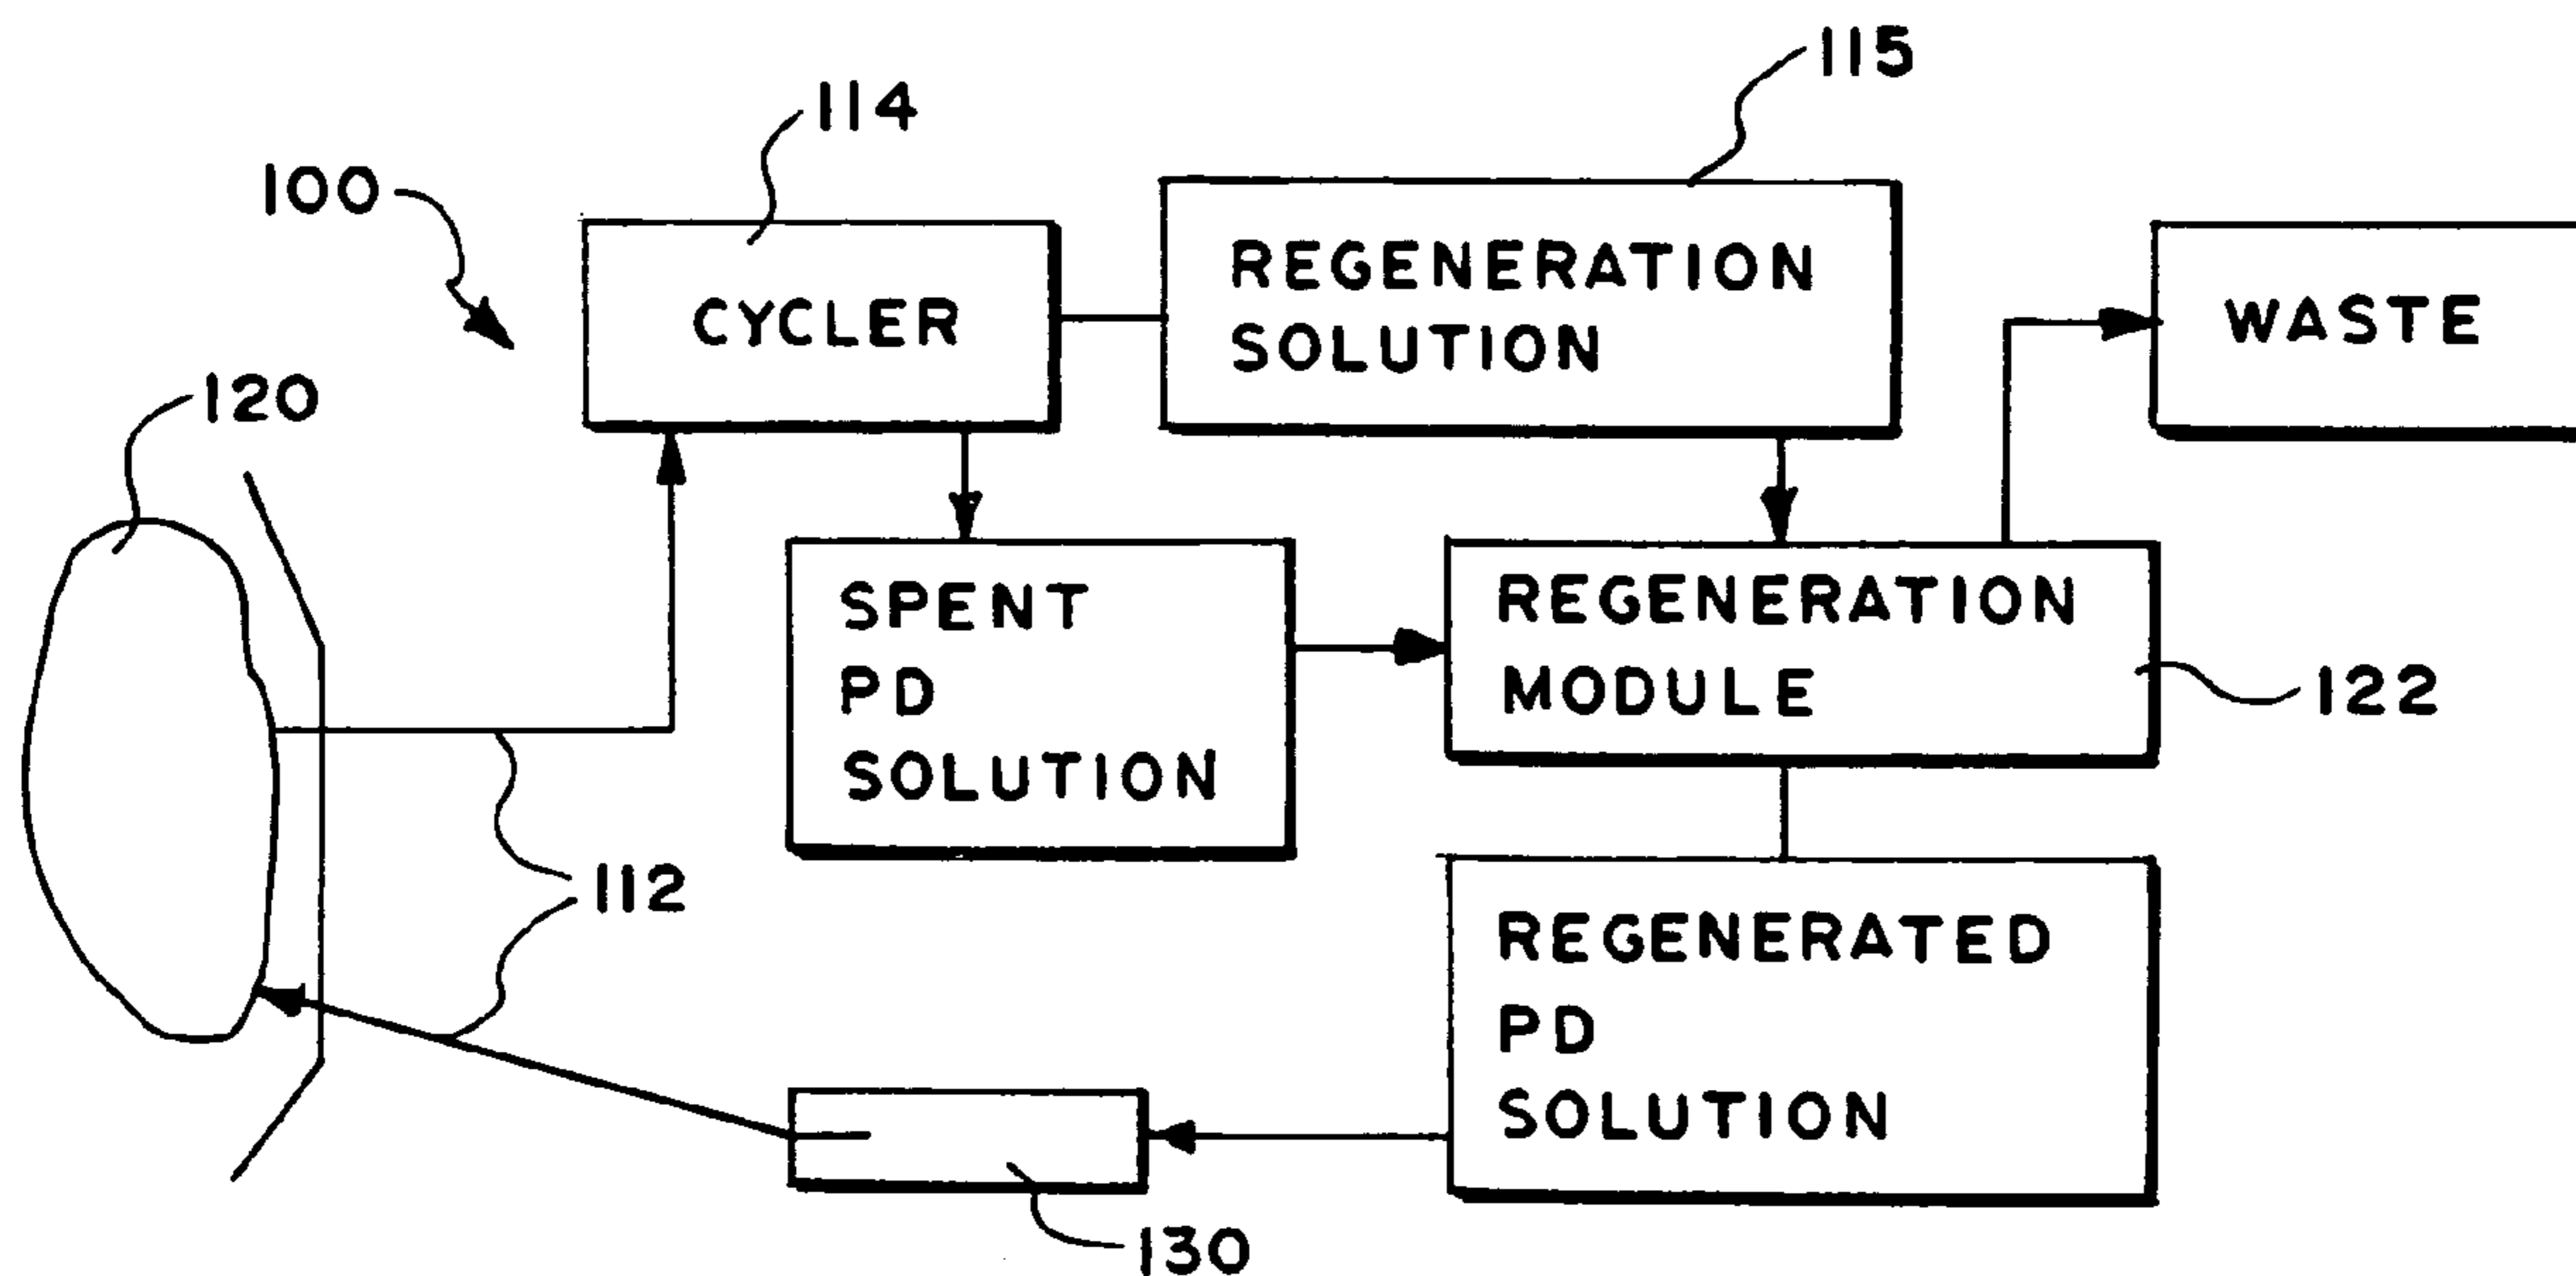 115
114
100
CYCLER
REGENERATION
SOLUTION
WASTE
120
SPENT
PD
SOLUTION
REGENERATION
MODULE
122
112
REGENERATED
PD
SOLUTION
130